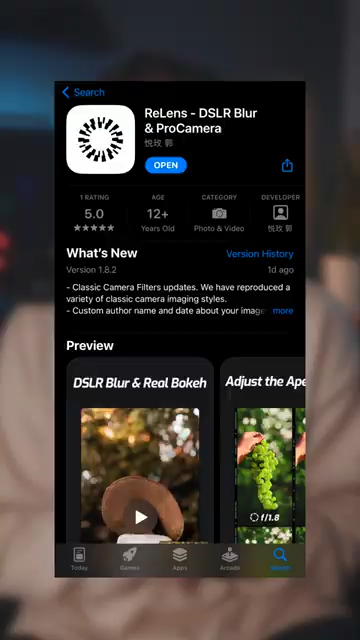 Search
ReLens - DSLR Blur
& ProCamera
悦玫 郭
OPEN
1 RATING
5.0
★★★★★
AGE
12+
Years Old
CATEGORY
Photo & Video
DEVELOPER
悦玫 郭
What's New
Version History
Version 1.8.2
1d ago
- Classic Camera Filters updates. We have reproduced a
variety of classic camera imaging styles.
- Custom author name and date about your image
more
Preview
DSLR Blur & Real Bokeh
Adjust the Ape
f/1.8
Today
Games
Apps
Arcade
Search